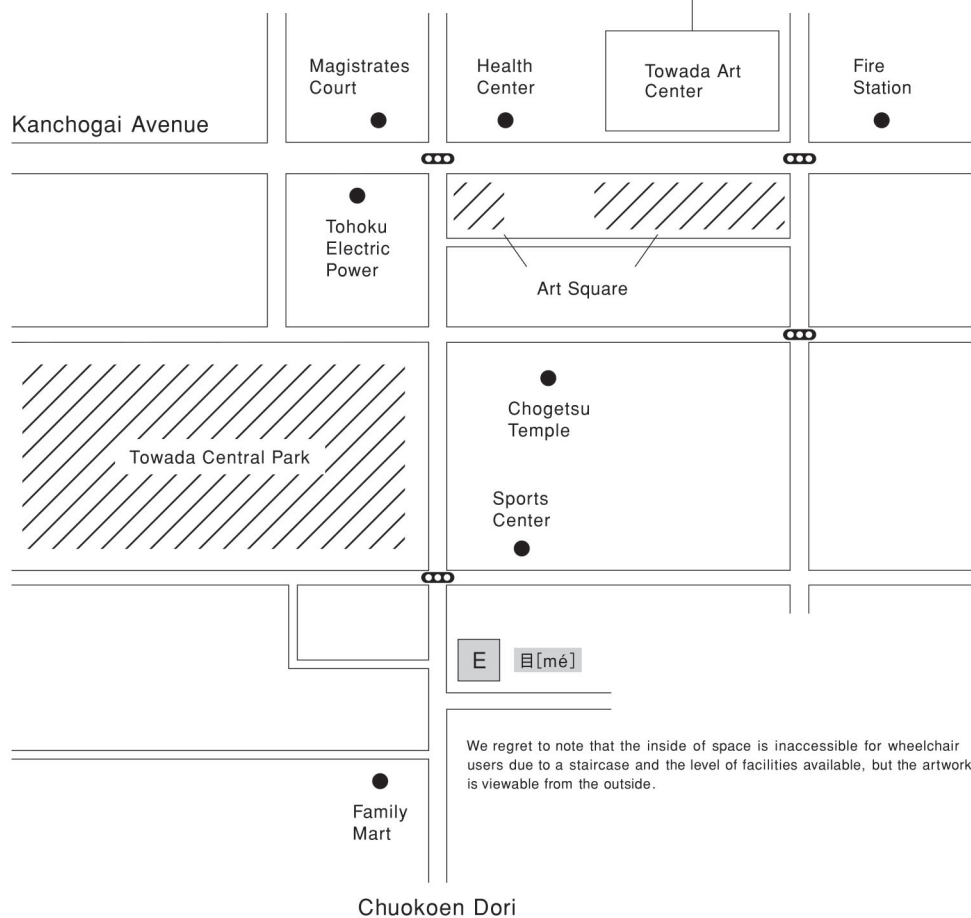 Magistrates
Court
Health
Center
Towada Art
Center
Fire
Station
Kanchogai Avenue
Tohoku
Electric
Power
Art Square
Chogetsu
Temple
Towada Central Park
Sports
Center
E
目[mé]
We regret to note that the inside of space is inaccessible for wheelchair
users due to a staircase and the level of facilities available, but the artwork
is viewable from the outside.
Family
Mart
Chuokoen Dori